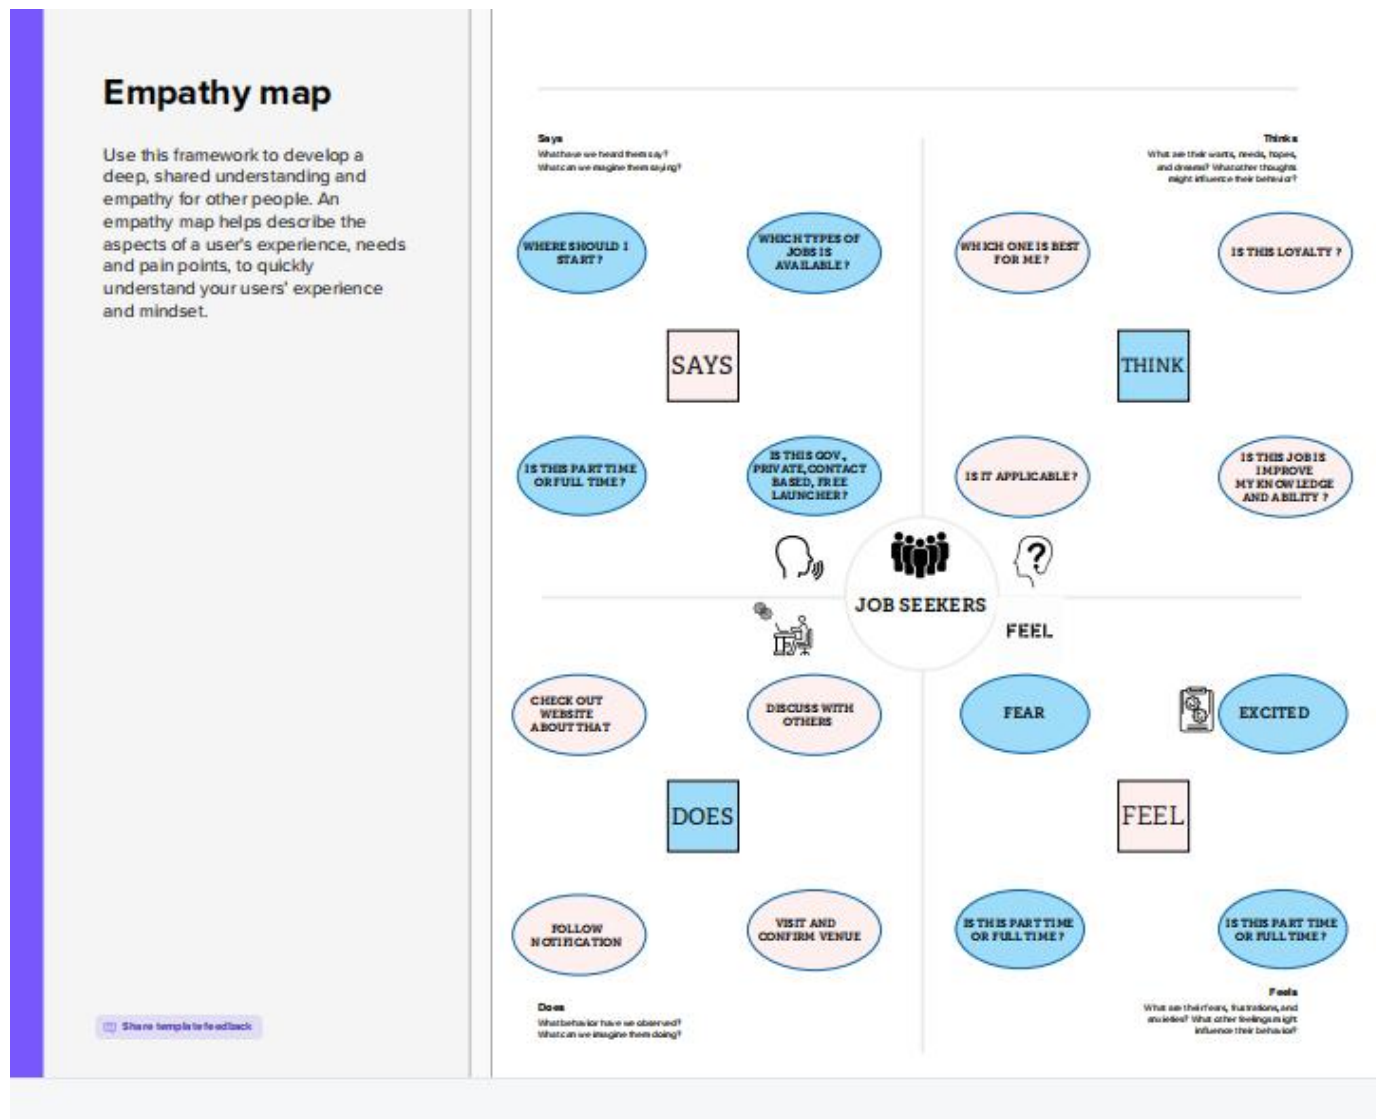 Empathy map
Use this framework to develop a
deep, shared understanding and
empathy for other people. An
empathy map helps describe the
aspects of a user's experience, needs
and pain points, to quickly
understand your users' experience
and mindset.
Share template feedback
Says
What have we heard them say?
What can we imagine them saying?
Thinks
What are their wants, needs, hopes,
and dreams? What other thoughts
might influence their behavior?
WHERE SHOULD I
START ?
WHICH TYPES OF
JOBS IS
AVAILABLE ?
WHICH ONE IS BEST
FOR ME ?
IS THIS LOYALTY ?
SAYS
THINK
IS THIS PART TIME
OR FULL TIME ?
IS THIS GOV ,
PRIVATE,CONTACT
BASED, FREE
LAUNCHER?
IS IT APPLICABLE ?
IS THIS JOB IS
IMPROVE
MY KNOWLEDGE
AND ABILITY ?
JOB SEEKERS
FEEL
CHECK OUT
WEBSITE
ABOUT THAT
DISCUSS WITH
OTHERS
FEAR
EXCITED
DOES
FEEL
FOLLOW
NOTIFICATION
VISIT AND
CONFIRM VENUE
IS THIS PART TIME
OR FULL TIME ?
IS THIS PART TIME
OR FULL TIME ?
Does
What behavior have we observed?
What can we imagine them doing?
Feels
What are their fears, frustrations, and
anxieties? What other feelings might
influence their behavior?